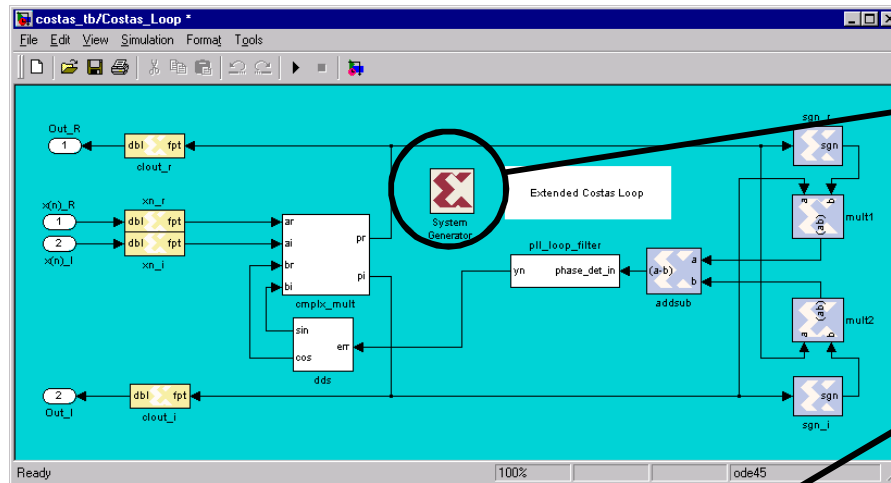 costas_tb/Costas_Loop *
File Edit View Simulation Format Tools
Out_R
1
dbl fpt
clout_r
sgn_r
sgn
x(n)_R
1
xn_r
dbl fpt
2
dbl fpt
x(n)_I
xn_i
ar
ai
br
bi
pr
pi
cmplx_mult
System
Generator
Extended Costas Loop
a
b
(ab)
mult1
pll_loop_filter
yn
phase_det_in
(a-b)
a
b
addsub
(ab)
a
b
mult2
sin
cos
err
dds
2
Out_I
dbl fpt
clout_i
sgn
sgn_i
Ready
100%
ode45